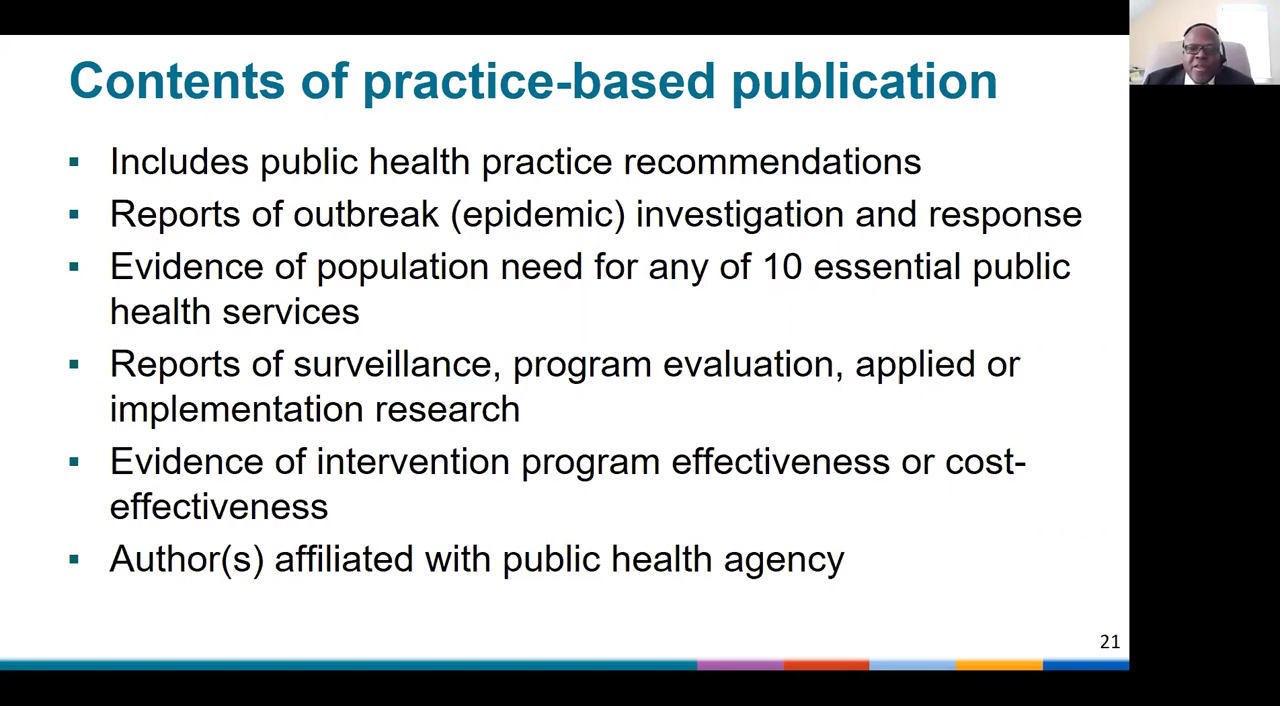 Contents of practice-based publication
▪ Includes public health practice recommendations
▪ Reports of outbreak (epidemic) investigation and response
▪ Evidence of population need for any of 10 essential public
health services
▪ Reports of surveillance, program evaluation, applied or
implementation research
▪ Evidence of intervention program effectiveness or cost-
effectiveness
▪ Author(s) affiliated with public health agency
21